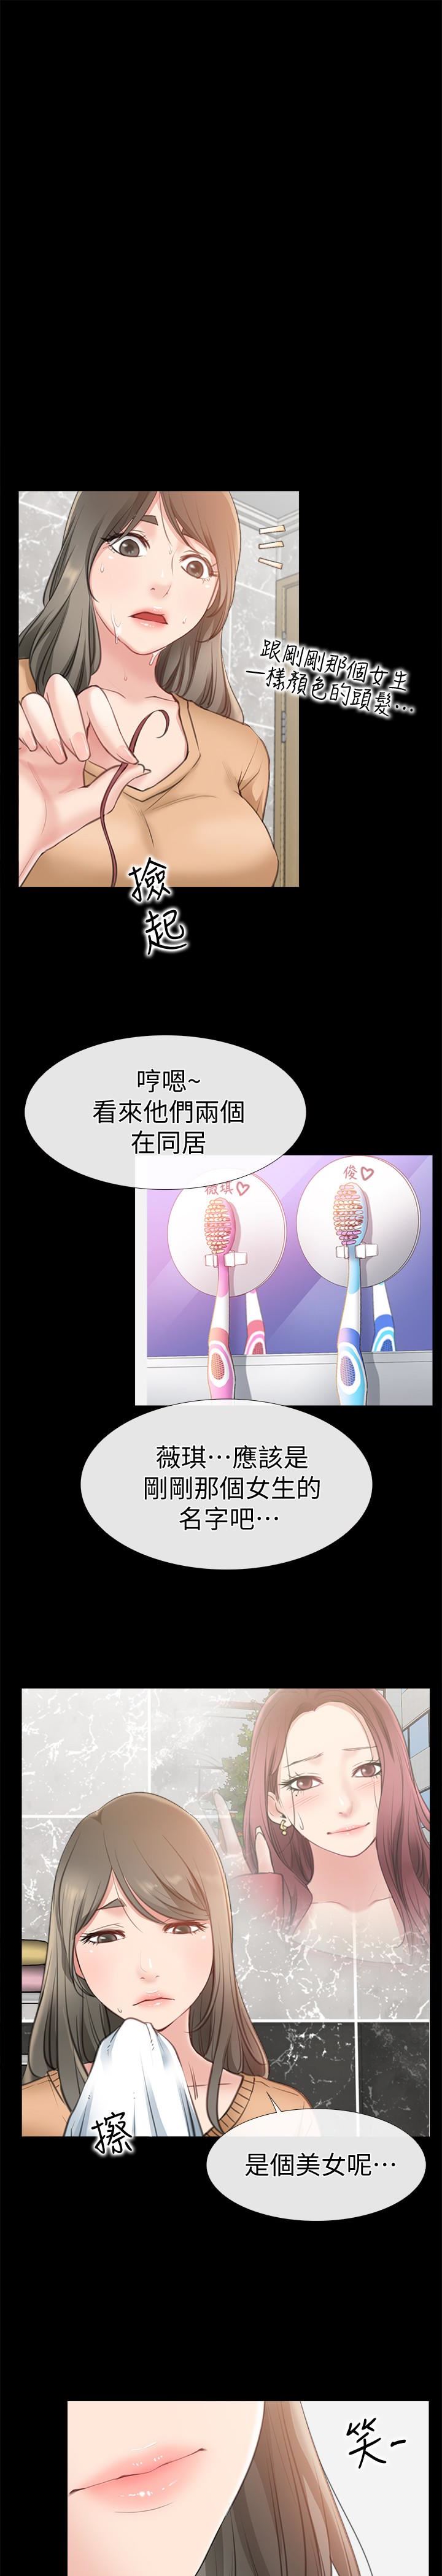 跟剛剛那個女生
一樣顏色的頭髮⋯
撿
起
哼嗯~
看來他們兩個
在同居
薇琪♡
俊♡
薇琪⋯應該是
剛剛那個女生的
名字吧⋯
擦
是個美女呢⋯
笑-